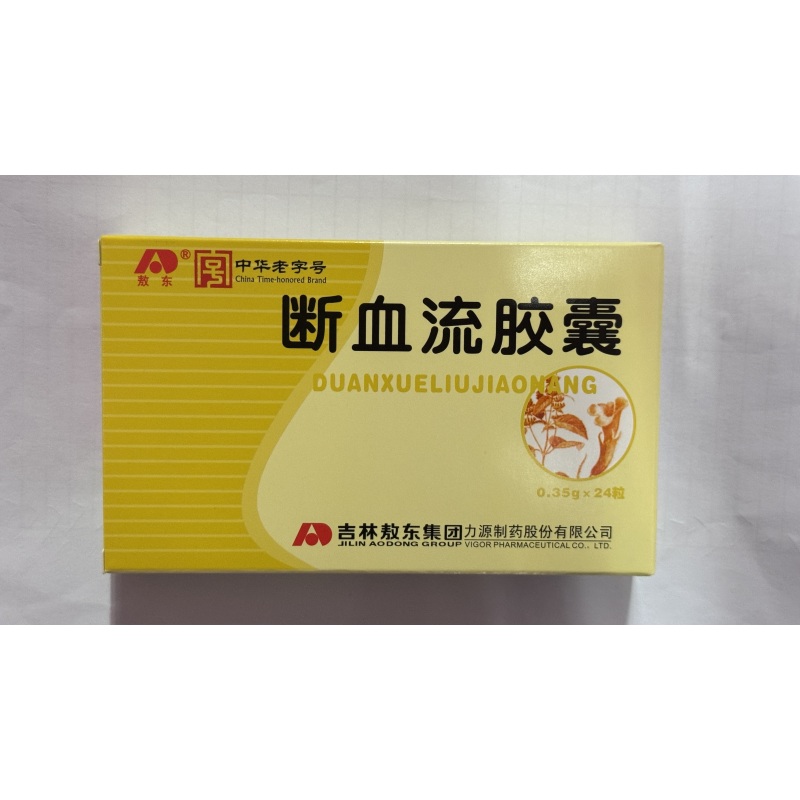 敖东®
中华老字号
China Time-honored Brand
断血流胶囊
DUANXUELIUJIAONANG
0.35g×24粒
吉林敖东集团力源制药股份有限公司
JILIN AODONG GROUP VIGOR PHARMACEUTICAL CO., LTD.